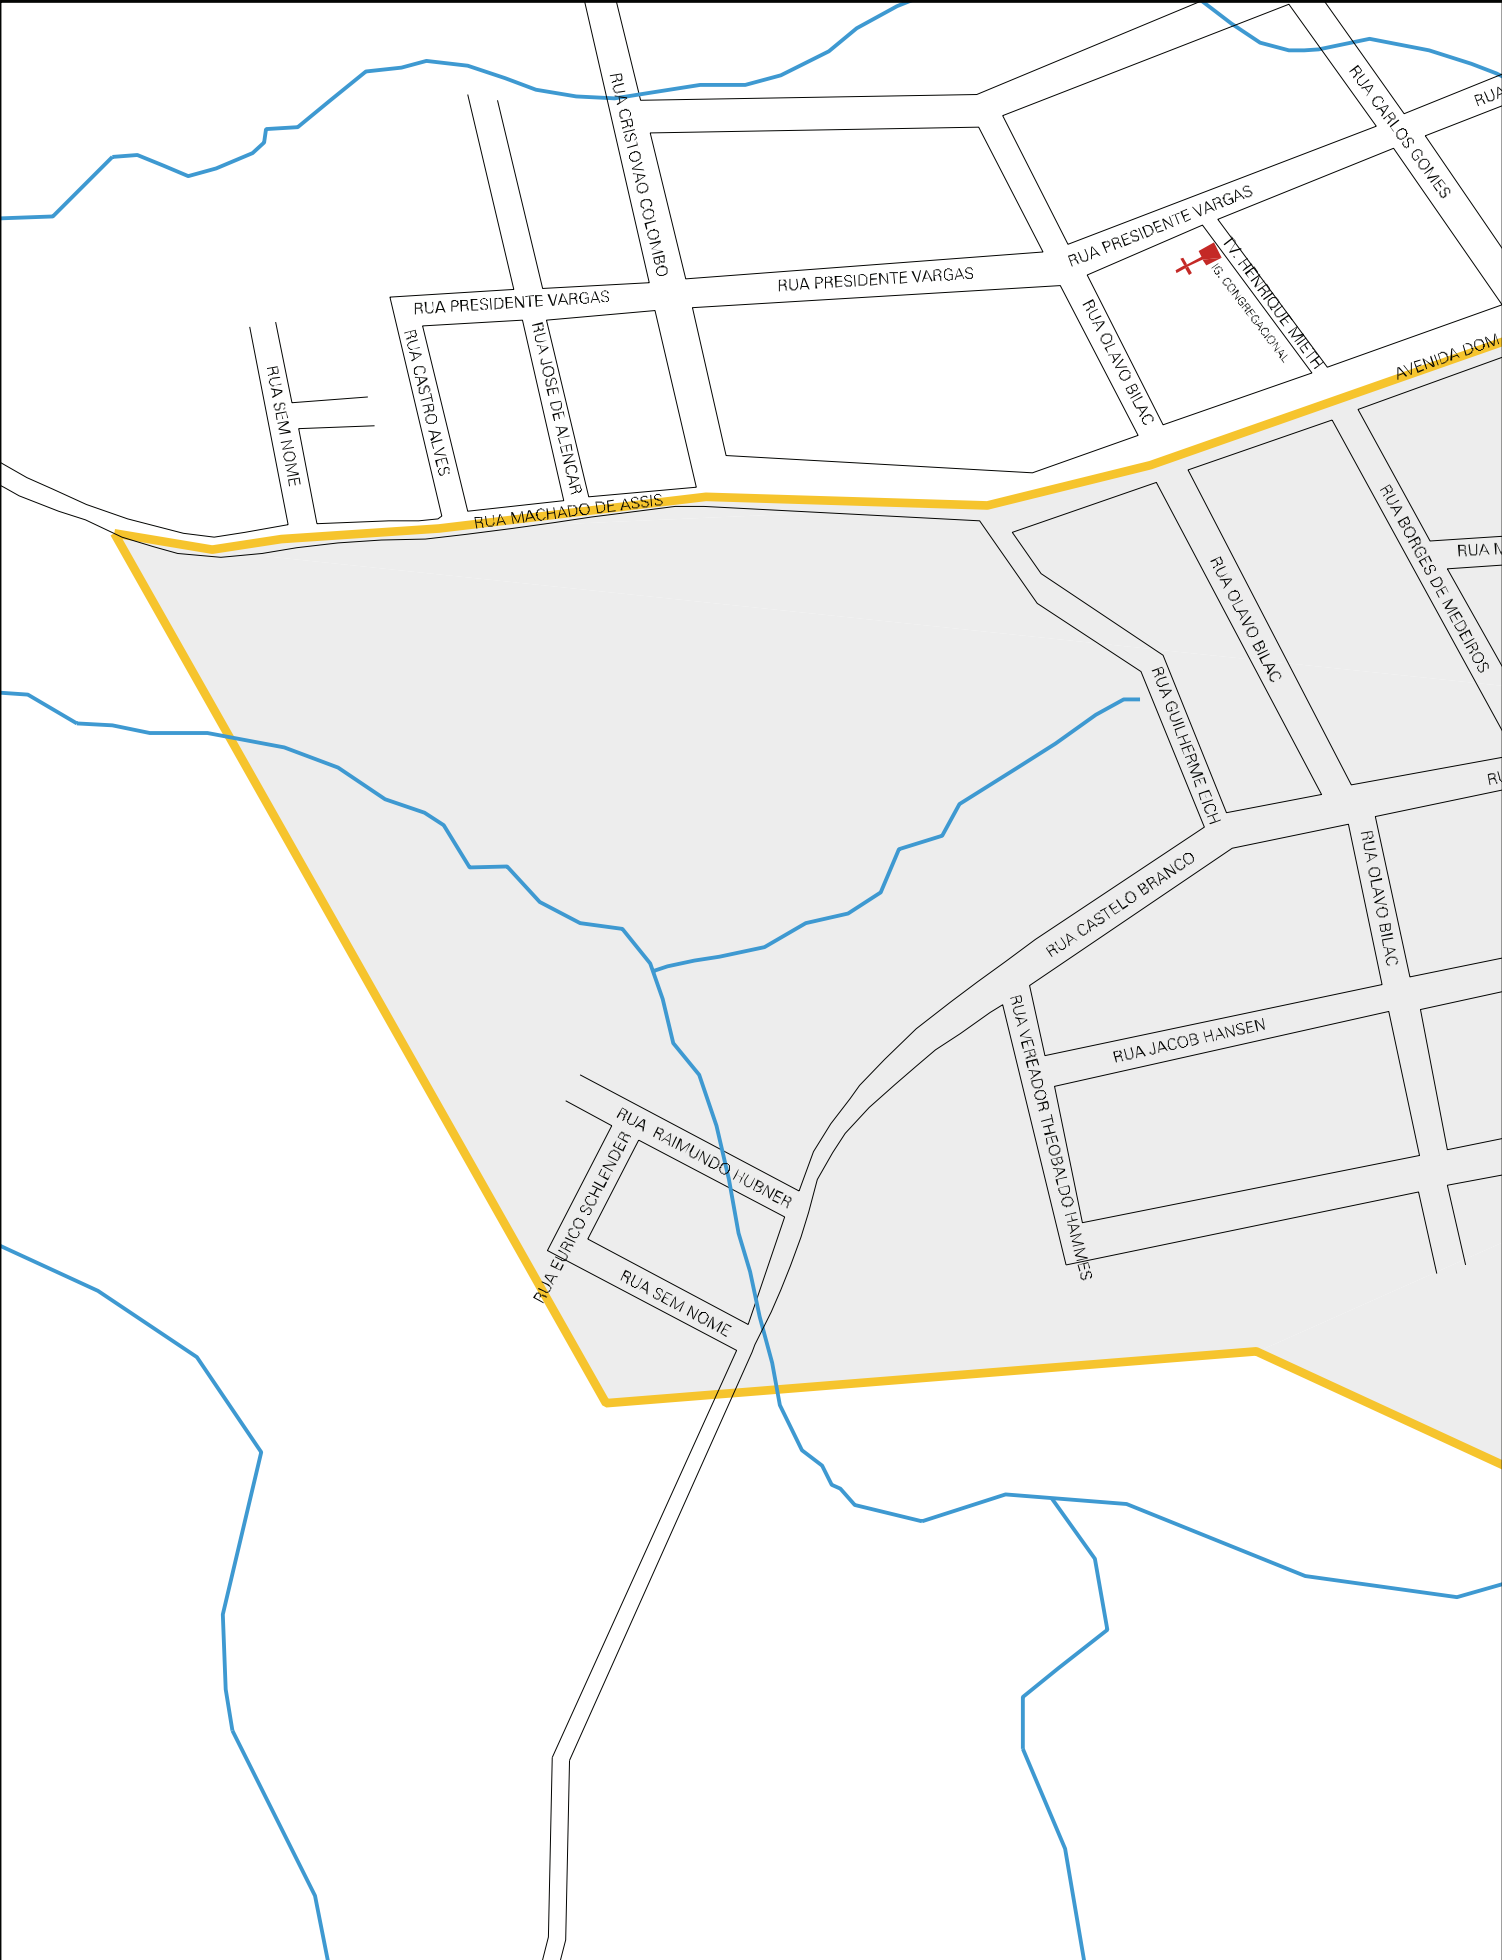 RUA CARLOS GOMES
RUA
RUA CRISTOVAO COLOMBO
RUA PRESIDENTE VARGAS
TV. HENRIQUE MIETH
IG. CONGREGACIONAL
RUA PRESIDENTE VARGAS
RUA PRESIDENTE VARGAS
RUA OLAVO BILAC
RUA CASTRO ALVES
RUA JOSE DE ALENCAR
RUA SEM NOME
AVENIDA DOM
RUA MACHADO DE ASSIS
RUA BORGES DE MEDEIROS
RUA M
RUA OLAVO BILAC
RUA GUILHERME EICH
RU
RUA OLAVO BILAC
RUA CASTELO BRANCO
RUA VEREADOR THEOBALDO HAMMES
RUA JACOB HANSEN
RUA RAIMUNDO HUBNER
RUA EURICO SCHLENDER
RUA SEM NOME